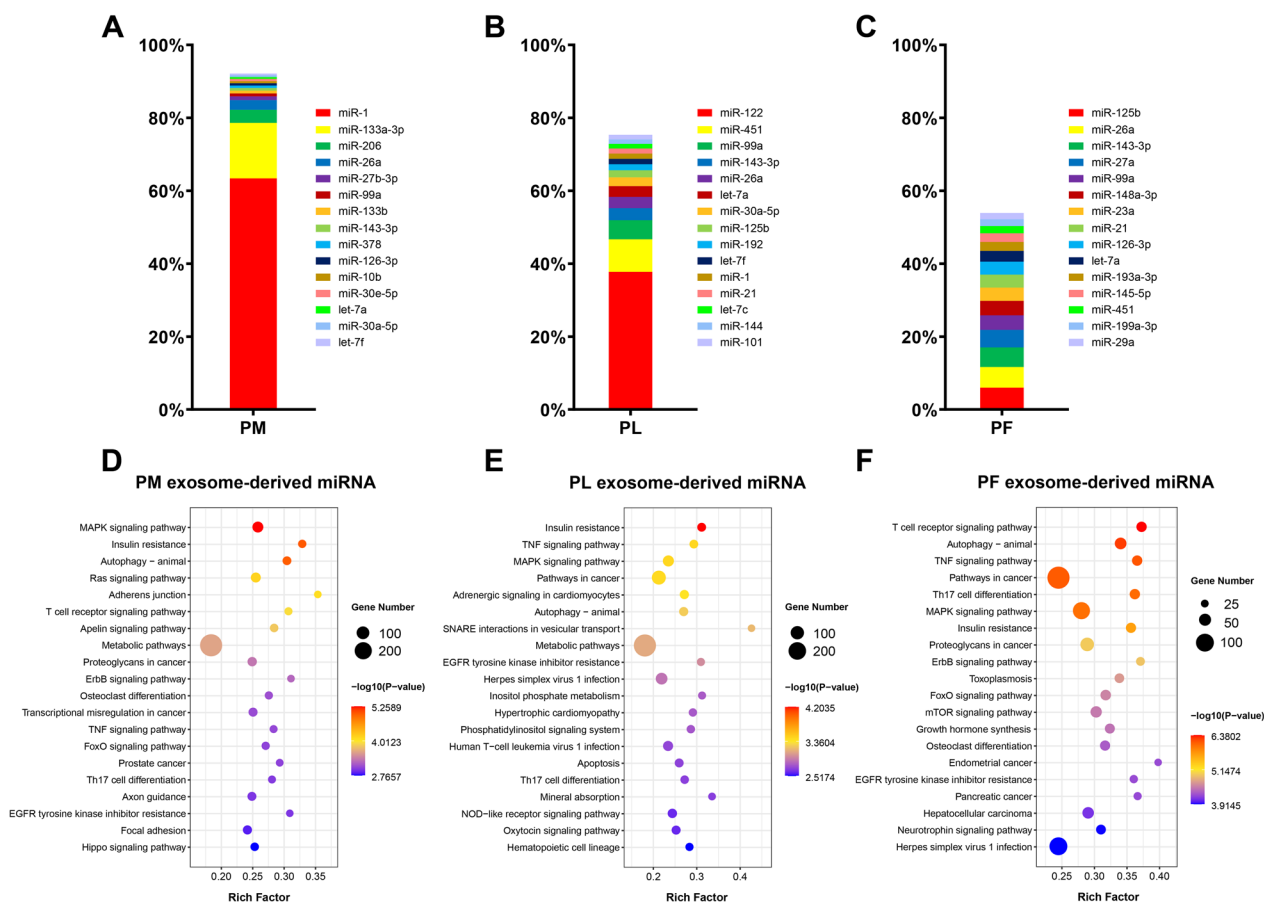 A
100%
80%
60%
40%
20%
0%
PM
miR-1
miR-133a-3p
miR-206
miR-26a
miR-27b-3p
miR-99a
miR-133b
miR-143-3p
miR-378
miR-126-3p
miR-10b
miR-30e-5p
let-7a
miR-30a-5p
let-7f
B
100%
80%
60%
40%
20%
0%
PL
miR-122
miR-451
miR-99a
miR-143-3p
miR-26a
let-7a
miR-30a-5p
miR-125b
miR-192
let-7f
miR-1
miR-21
let-7c
miR-144
miR-101
C
100%
80%
60%
40%
20%
0%
PF
miR-125b
miR-26a
miR-143-3p
miR-27a
miR-99a
miR-148a-3p
miR-23a
miR-21
miR-126-3p
let-7a
miR-193a-3p
miR-145-5p
miR-451
miR-199a-3p
miR-29a
D
PM exosome-derived miRNA
MAPK signaling pathway
Insulin resistance
Autophagy − animal
Ras signaling pathway
Adherens junction
T cell receptor signaling pathway
Apelin signaling pathway
Metabolic pathways
Proteoglycans in cancer
ErbB signaling pathway
Osteoclast differentiation
Transcriptional misregulation in cancer
TNF signaling pathway
FoxO signaling pathway
Prostate cancer
Th17 cell differentiation
Axon guidance
EGFR tyrosine kinase inhibitor resistance
Focal adhesion
Hippo signaling pathway
0.20 0.25 0.30 0.35
Rich Factor
Gene Number
100
200
−log10(P−value)
5.2589
4.0123
2.7657
E
PL exosome-derived miRNA
Insulin resistance
TNF signaling pathway
MAPK signaling pathway
Pathways in cancer
Adrenergic signaling in cardiomyocytes
Autophagy − animal
SNARE interactions in vesicular transport
Metabolic pathways
EGFR tyrosine kinase inhibitor resistance
Herpes simplex virus 1 infection
Inositol phosphate metabolism
Hypertrophic cardiomyopathy
Phosphatidylinositol signaling system
Human T−cell leukemia virus 1 infection
Apoptosis
Th17 cell differentiation
Mineral absorption
NOD−like receptor signaling pathway
Oxytocin signaling pathway
Hematopoietic cell lineage
0.2 0.3 0.4
Rich Factor
Gene Number
100
200
−log10(P−value)
4.2035
3.3604
2.5174
F
PF exosome-derived miRNA
T cell receptor signaling pathway
Autophagy − animal
TNF signaling pathway
Pathways in cancer
Th17 cell differentiation
MAPK signaling pathway
Insulin resistance
Proteoglycans in cancer
ErbB signaling pathway
Toxoplasmosis
FoxO signaling pathway
mTOR signaling pathway
Growth hormone synthesis
Osteoclast differentiation
Endometrial cancer
EGFR tyrosine kinase inhibitor resistance
Pancreatic cancer
Hepatocellular carcinoma
Neurotrophin signaling pathway
Herpes simplex virus 1 infection
0.25 0.30 0.35 0.40
Rich Factor
Gene Number
25
50
100
−log10(P−value)
6.3802
5.1474
3.9145